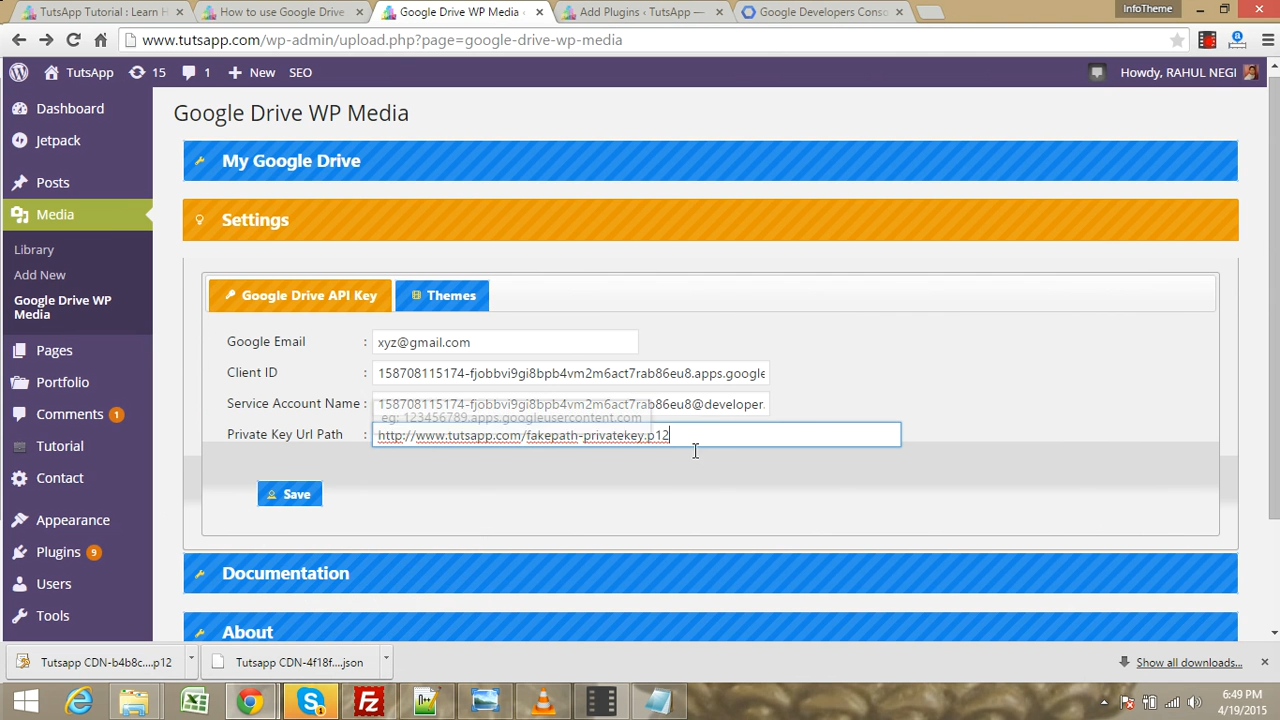 TutsApp Tutorial : Learn H
How to use Google Drive
Google Drive WP Media ‹
Add Plugins ‹ TutsApp —
Google Developers Conso
InfoTheme
www.tutsapp.com/wp-admin/upload.php?page=google-drive-wp-media
TutsApp
15
1
New
SEO
Howdy, RAHUL NEGI
Dashboard
Jetpack
Posts
Media
Library
Add New
Google Drive WP
Media
Pages
Portfolio
Comments 1
Tutorial
Contact
Appearance
Plugins 9
Users
Tools
Google Drive WP Media
My Google Drive
Settings
Google Drive API Key
Themes
Google Email : xyz@gmail.com
Client ID : 158708115174-fjobbvi9gi8bpb4vm2m6act7rab86eu8.apps.google
Service Account Name : 158708115174-fjobbvi9gi8bpb4vm2m6act7rab86eu8@developer.
eg: 123456789.apps.googleusercontent.com
Private Key Url Path : http://www.tutsapp.com/fakepath-privatekey.p12
Save
Documentation
About
Tutsapp CDN-b4b8c....p12
Tutsapp CDN-4f18f....json
Show all downloads...
6:49 PM
4/19/2015